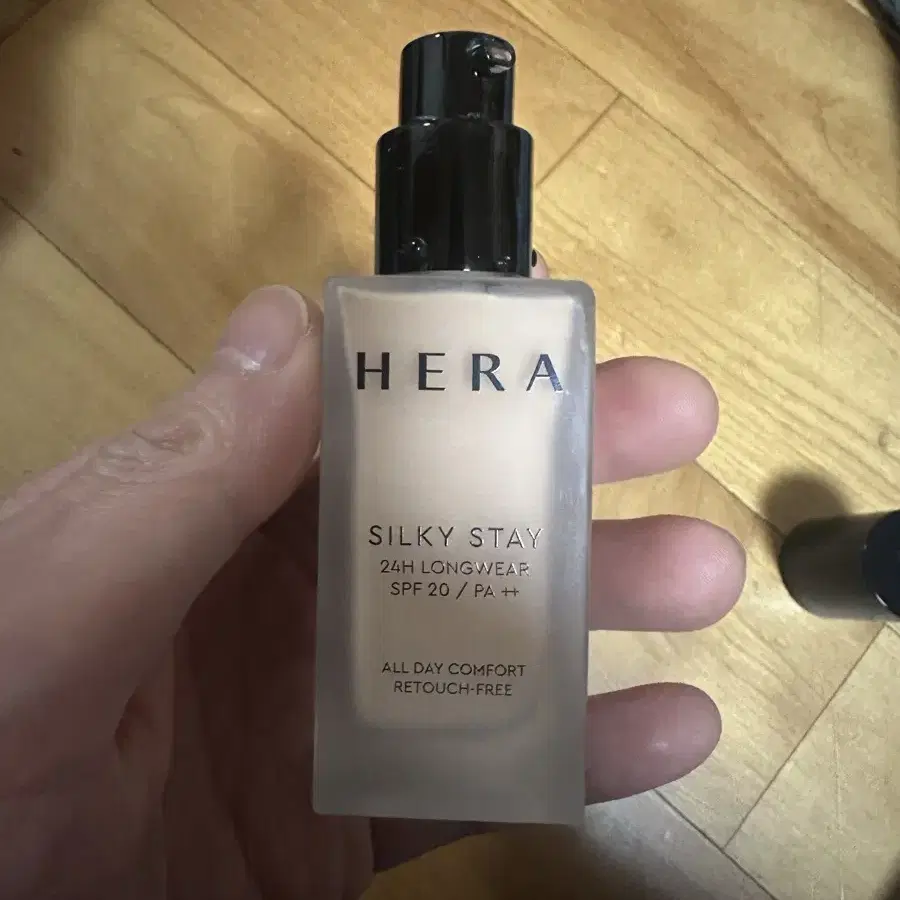 HERA
SILKY STAY
24H LONGWEAR
SPF 20 / PA ++
ALL DAY COMFORT
RETOUCH-FREE